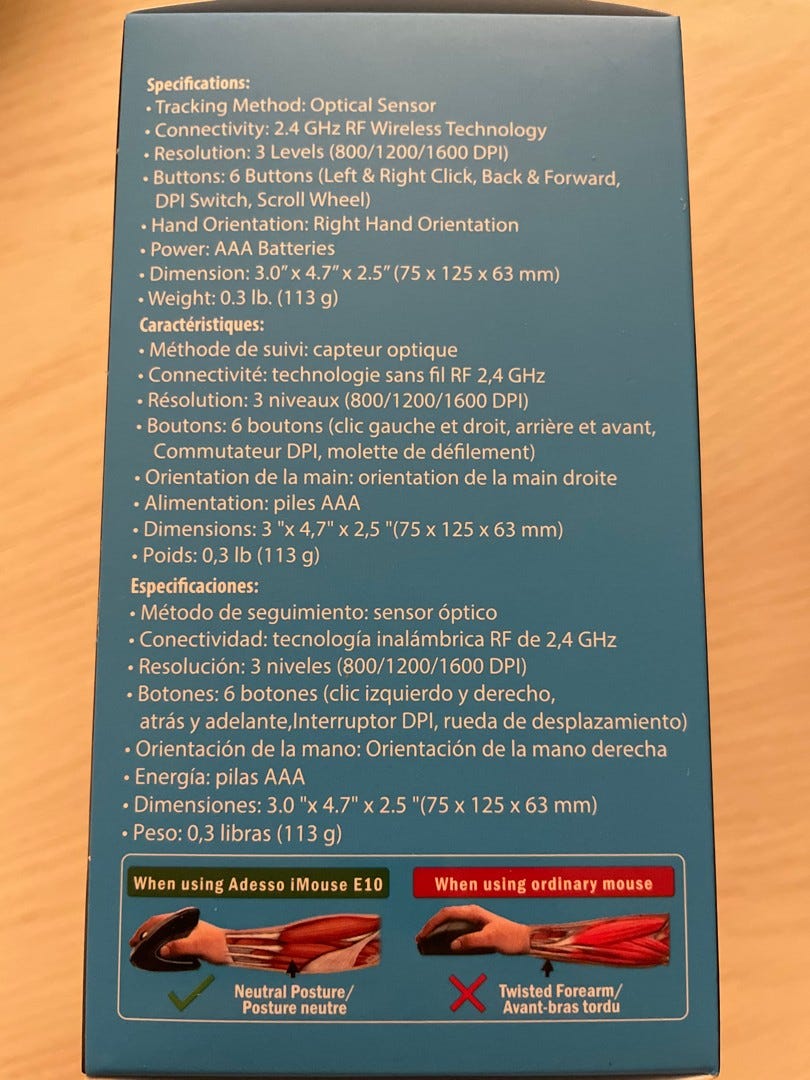 Specifications:
• Tracking Method: Optical Sensor
• Connectivity: 2.4 GHz RF Wireless Technology
• Resolution: 3 Levels (800/1200/1600 DPI)
• Buttons: 6 Buttons (Left & Right Click, Back & Forward,
DPI Switch, Scroll Wheel)
• Hand Orientation: Right Hand Orientation
• Power: AAA Batteries
• Dimension: 3.0” x 4.7” x 2.5” (75 x 125 x 63 mm)
• Weight: 0.3 lb. (113 g)
Caractéristiques:
• Méthode de suivi: capteur optique
• Connectivité: technologie sans fil RF 2,4 GHz
• Résolution: 3 niveaux (800/1200/1600 DPI)
• Boutons: 6 boutons (clic gauche et droit, arrière et avant,
Commutateur DPI, molette de défilement)
• Orientation de la main: orientation de la main droite
• Alimentation: piles AAA
• Dimensions: 3 "x 4,7" x 2,5 "(75 x 125 x 63 mm)
• Poids: 0,3 lb (113 g)
Especificaciones:
• Método de seguimiento: sensor óptico
• Conectividad: tecnología inalámbrica RF de 2,4 GHz
• Resolución: 3 niveles (800/1200/1600 DPI)
• Botones: 6 botones (clic izquierdo y derecho,
atrás y adelante,Interruptor DPI, rueda de desplazamiento)
• Orientación de la mano: Orientación de la mano derecha
• Energía: pilas AAA
• Dimensiones: 3.0 "x 4.7" x 2.5 "(75 x 125 x 63 mm)
• Peso: 0,3 libras (113 g)
When using Adesso iMouse E10
Neutral Posture/
Posture neutre
When using ordinary mouse
Twisted Forearm/
Avant-bras tordu